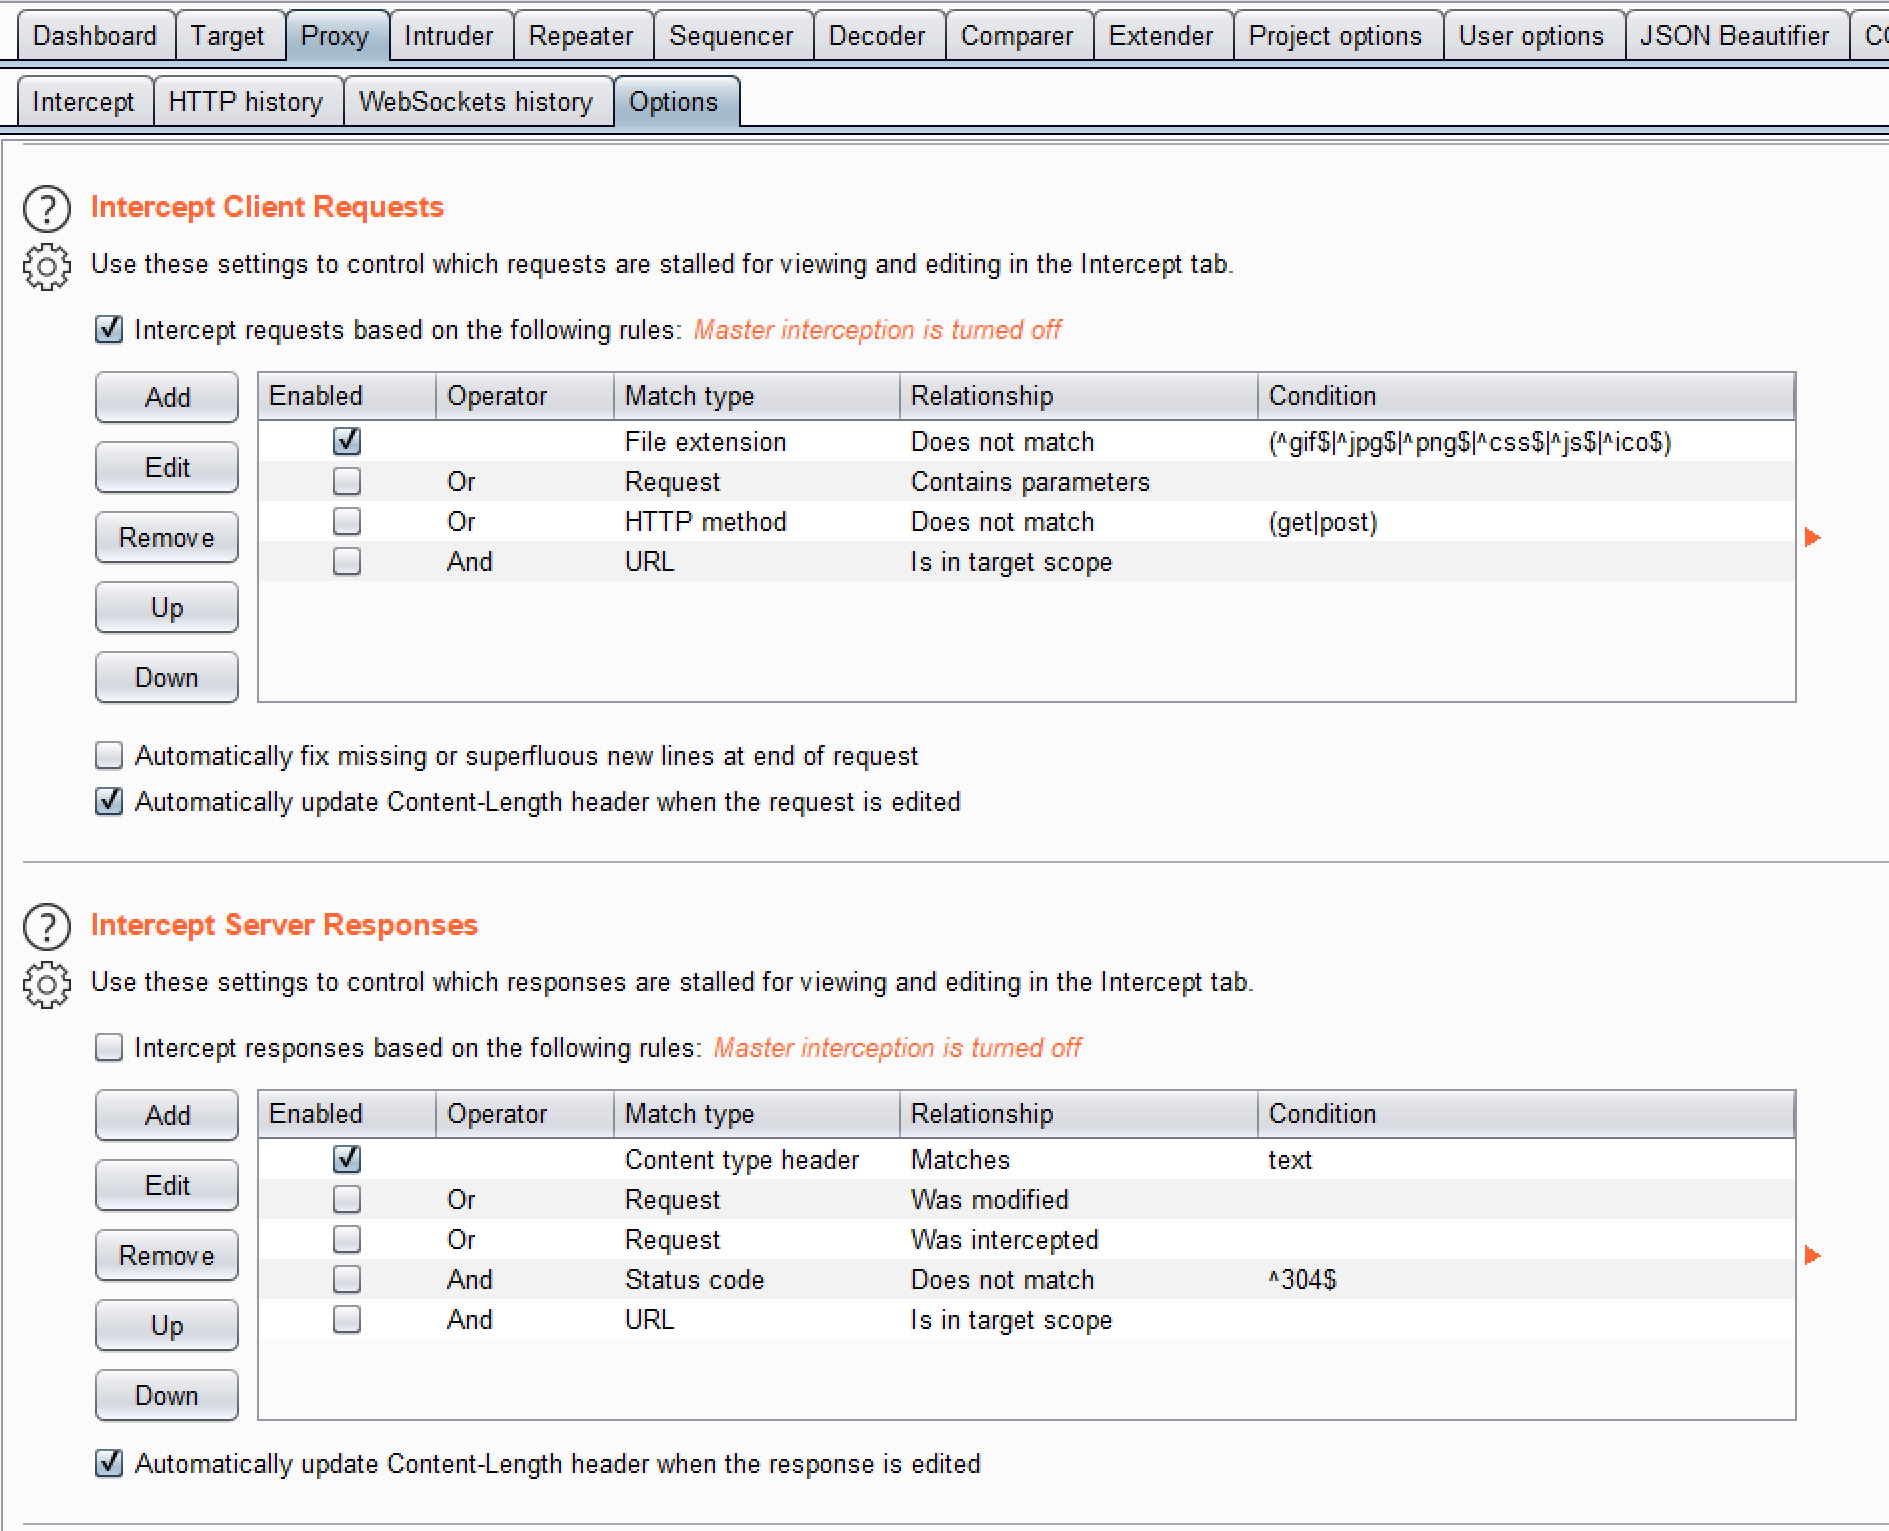 Dashboard Target Proxy Intruder Repeater Sequencer Decoder Comparer Extender Project options User options JSON Beautifier
Intercept HTTP history WebSockets history Options
? Intercept Client Requests
Use these settings to control which requests are stalled for viewing and editing in the Intercept tab.
Intercept requests based on the following rules: Master interception is turned off
Add
Edit
Remove
Up
Down
Enabled Operator Match type Relationship Condition
File extension Does not match (^gif$|^jpg$|^png$|^css$|^js$|^ico$)
Or Request Contains parameters
Or HTTP method Does not match (get|post)
And URL Is in target scope
Automatically fix missing or superfluous new lines at end of request
Automatically update Content-Length header when the request is edited
? Intercept Server Responses
Use these settings to control which responses are stalled for viewing and editing in the Intercept tab.
Intercept responses based on the following rules: Master interception is turned off
Add
Edit
Remove
Up
Down
Enabled Operator Match type Relationship Condition
Content type header Matches text
Or Request Was modified
Or Request Was intercepted
And Status code Does not match ^304$
And URL Is in target scope
Automatically update Content-Length header when the response is edited